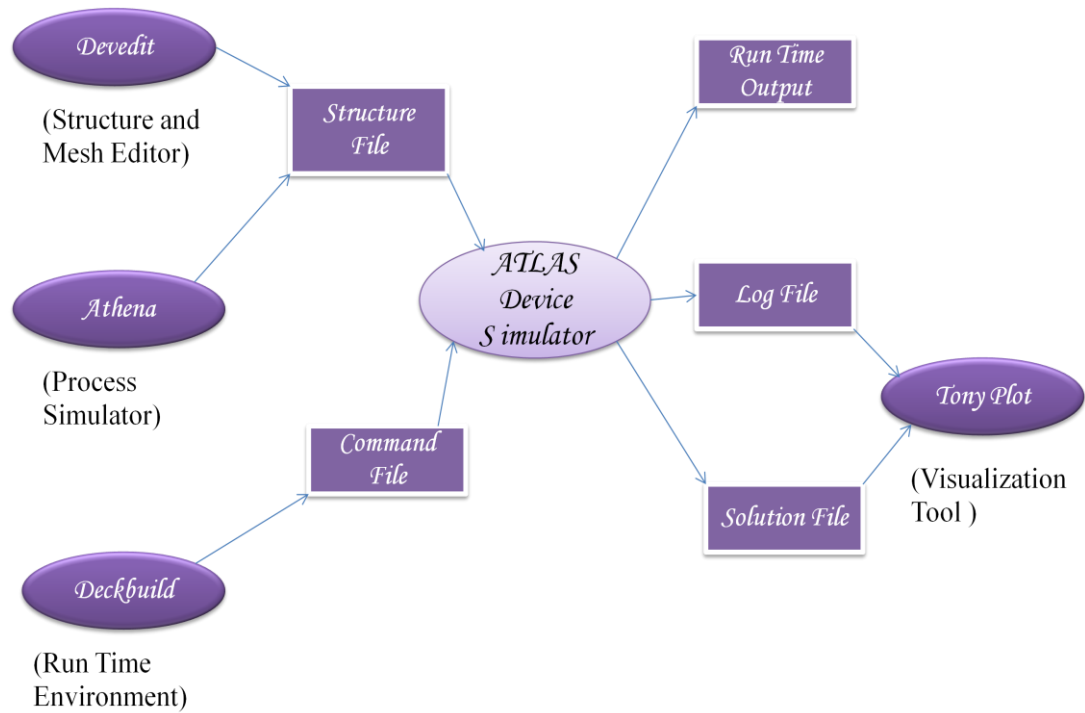 Devedit
(Structure and
Mesh Editor)
Structure
File
Run Time
Output
Athena
(Process
Simulator)
ATLAS
Device
S imulator
Log File
Tony Plot
(Visualization
Tool )
Command
File
Solution File
Deckbuild
(Run Time
Environment)